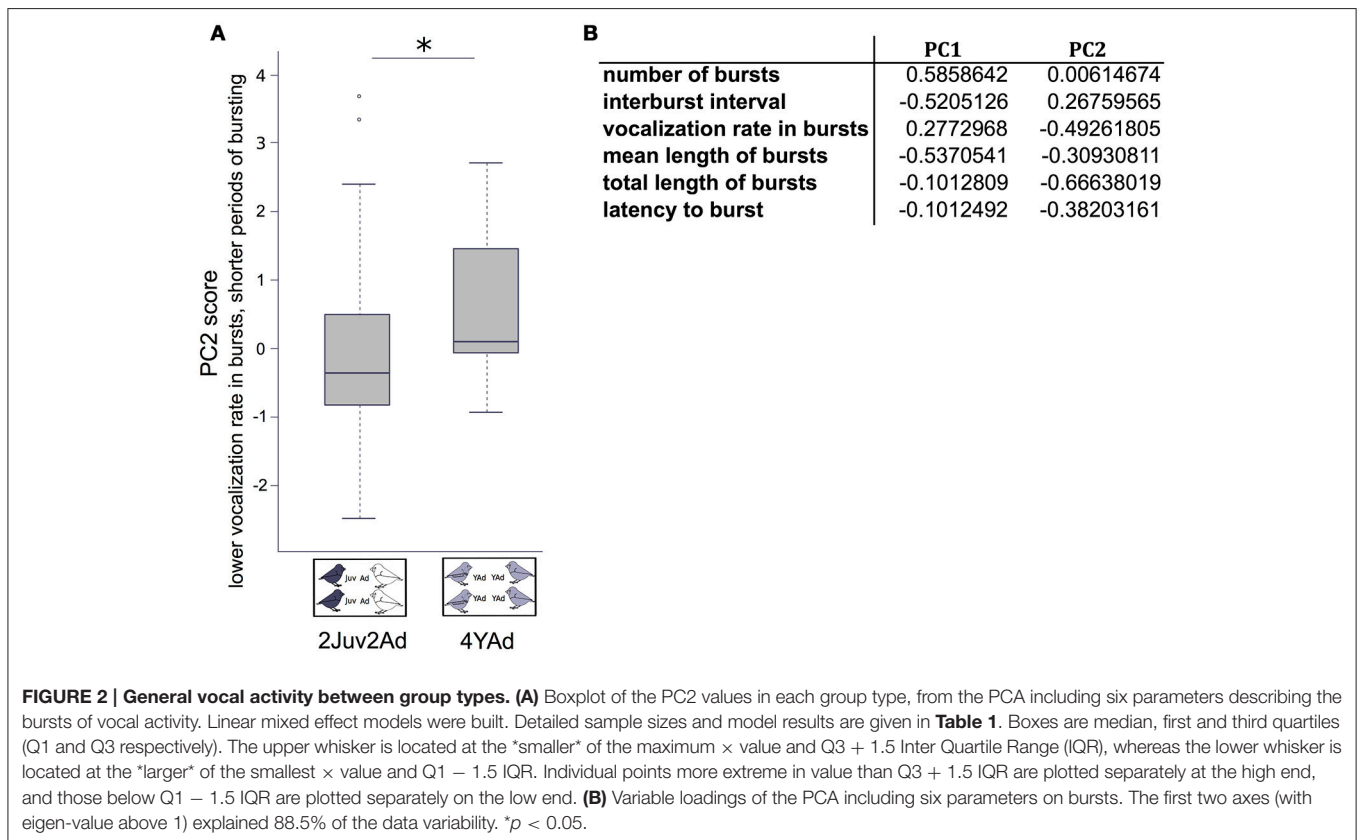 A
*
PC2 score
lower vocalization rate in bursts, shorter periods of bursting
4
3
2
1
0
-1
-2
Juv Ad
Juv Ad
YAd YAd
YAd YAd
2Juv2Ad 4YAd
B
PC1 PC2
number of bursts 0.5858642 0.00614674
interburst interval -0.5205126 0.26759565
vocalization rate in bursts 0.2772968 -0.49261805
mean length of bursts -0.5370541 -0.30930811
total length of bursts -0.1012809 -0.66638019
latency to burst -0.1012492 -0.38203161
FIGURE 2 | General vocal activity between group types. (A) Boxplot of the PC2 values in each group type, from the PCA including six parameters describing the
bursts of vocal activity. Linear mixed effect models were built. Detailed sample sizes and model results are given in Table 1. Boxes are median, first and third quartiles
(Q1 and Q3 respectively). The upper whisker is located at the *smaller* of the maximum × value and Q3 + 1.5 Inter Quartile Range (IQR), whereas the lower whisker is
located at the *larger* of the smallest × value and Q1 − 1.5 IQR. Individual points more extreme in value than Q3 + 1.5 IQR are plotted separately at the high end,
and those below Q1 − 1.5 IQR are plotted separately on the low end. (B) Variable loadings of the PCA including six parameters on bursts. The first two axes (with
eigen-value above 1) explained 88.5% of the data variability. *p < 0.05.